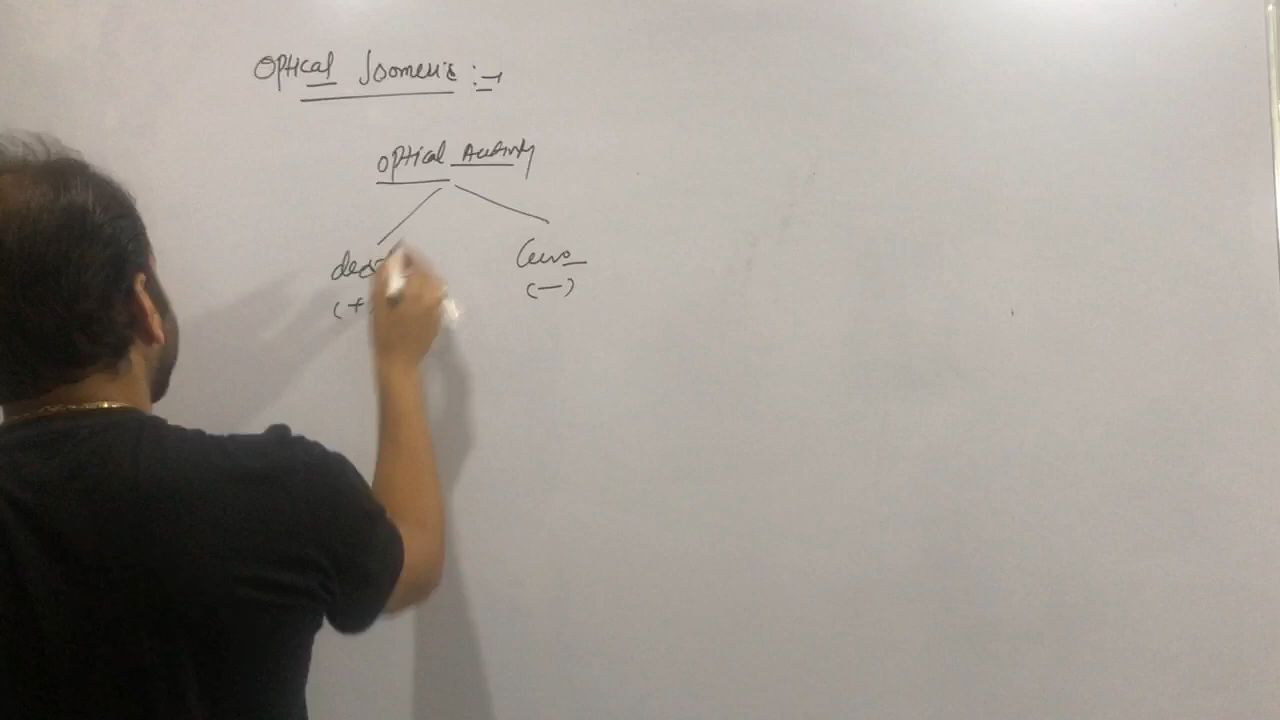 Optical Isomeris :-
Optical Activity
Levo
(+)
(-)